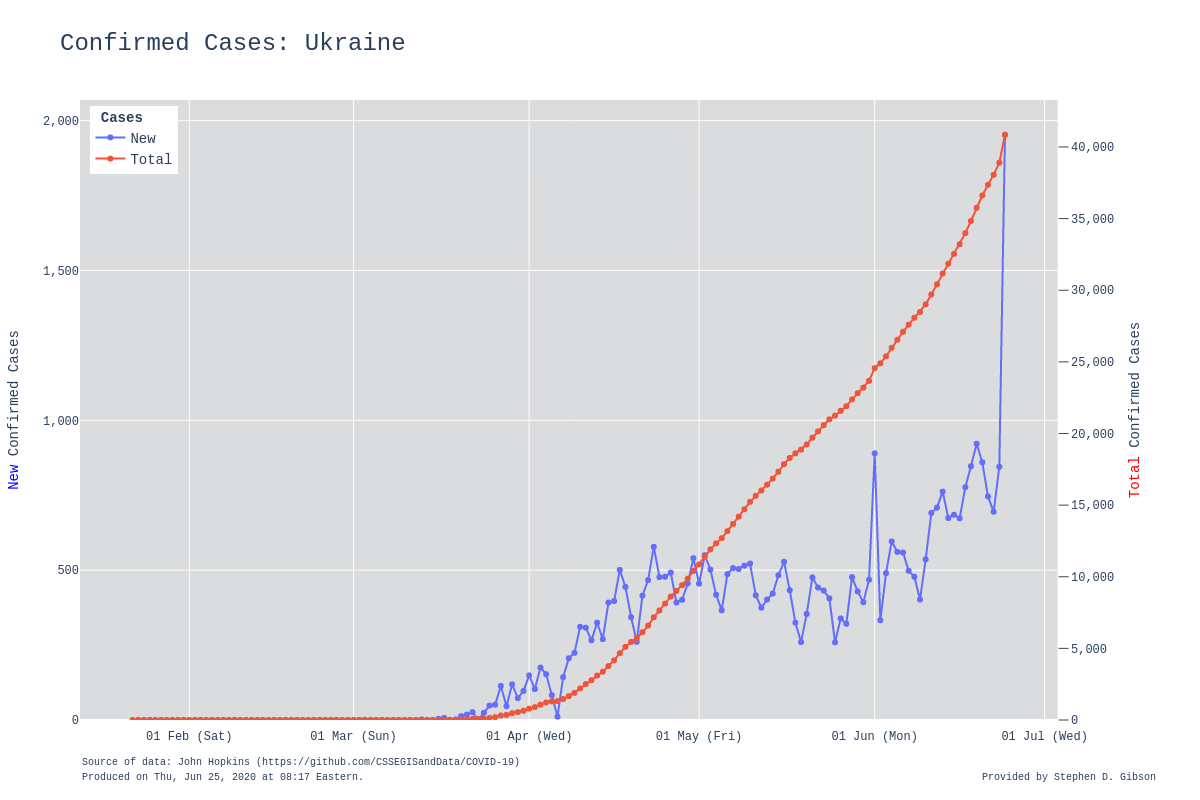 Confirmed Cases: Ukraine
Cases
New
Total
2,000
1,500
1,000
500
0
40,000
35,000
30,000
25,000
20,000
15,000
10,000
5,000
0
New Confirmed Cases
Total Confirmed Cases
01 Feb (Sat) 01 Mar (Sun) 01 Apr (Wed) 01 May (Fri) 01 Jun (Mon) 01 Jul (Wed)
Source of data: John Hopkins (https://github.com/CSSEGISandData/COVID-19)
Produced on Thu, Jun 25, 2020 at 08:17 Eastern.
Provided by Stephen D. Gibson